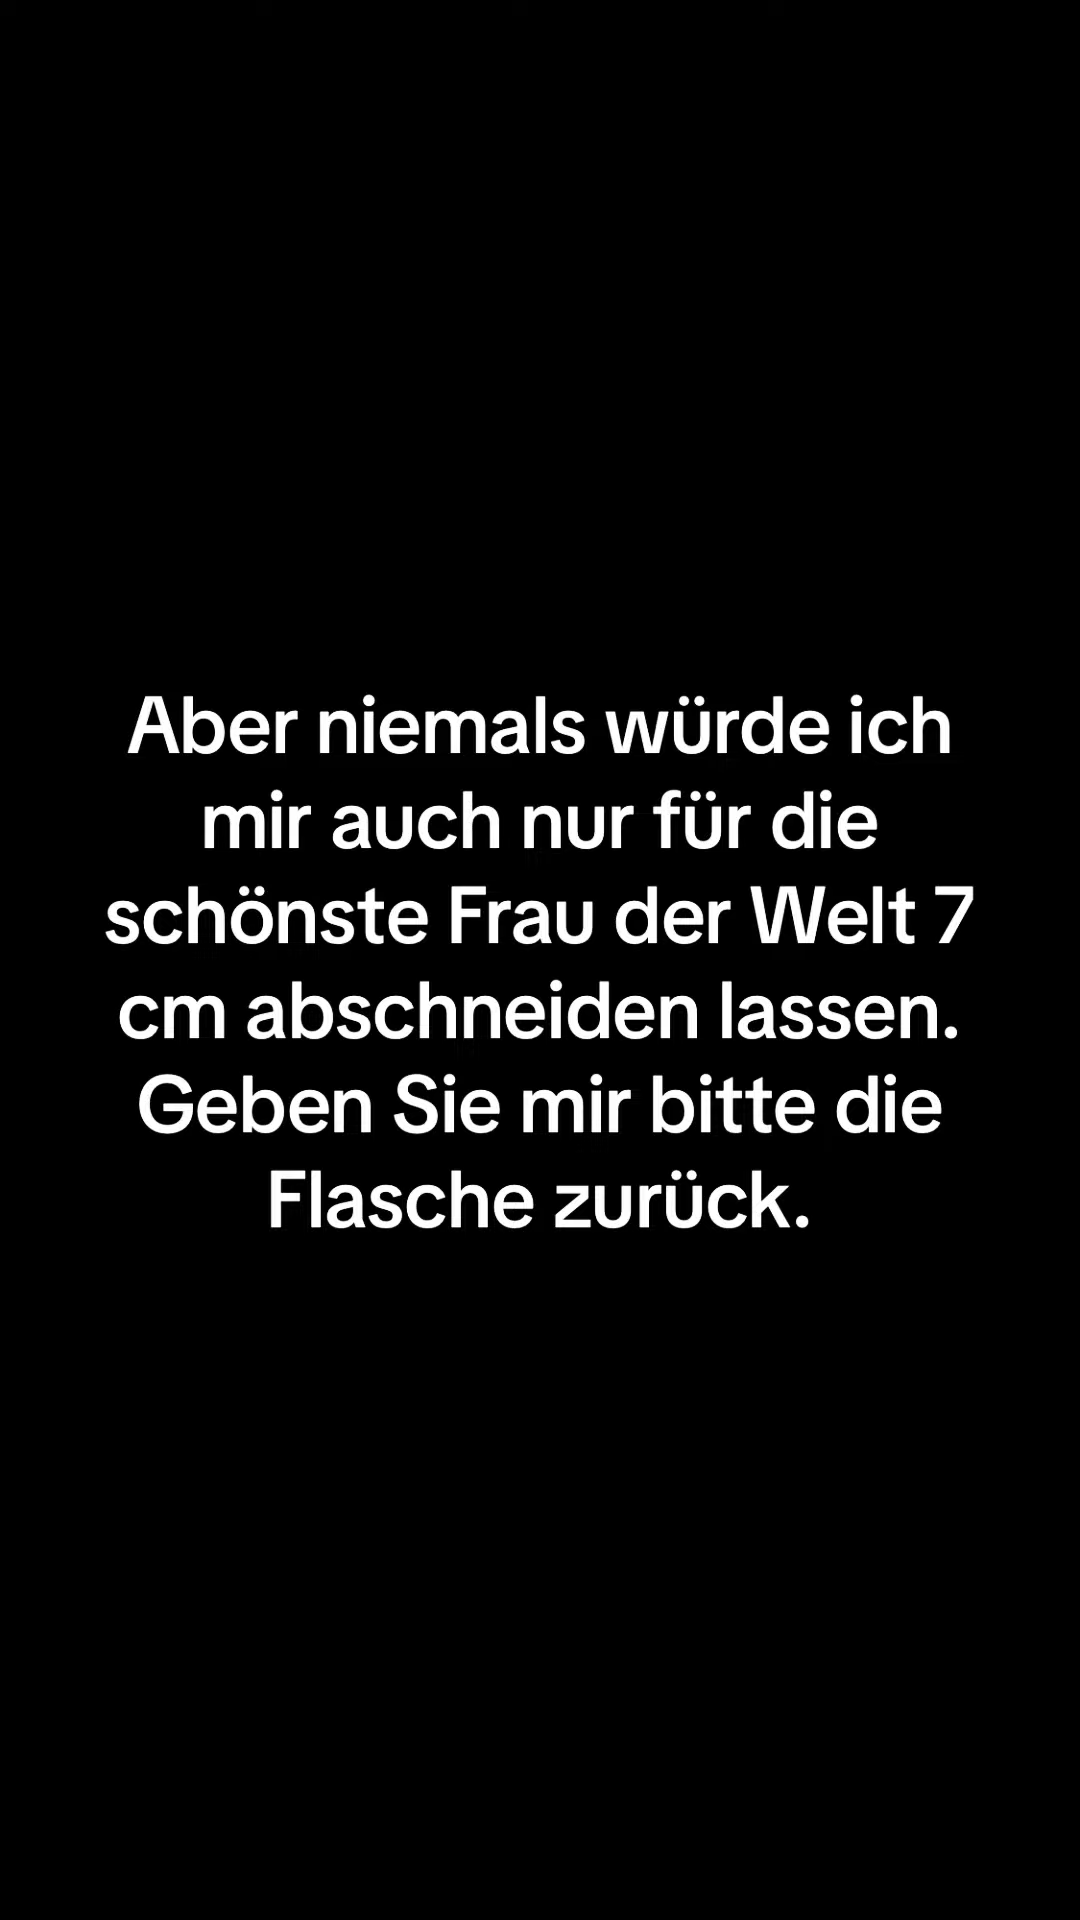 Aber niemals würde ich
mir auch nur für die
schönste Frau der Welt 7
cm abschneiden lassen.
Geben Sie mir bitte die
Flasche zurück.